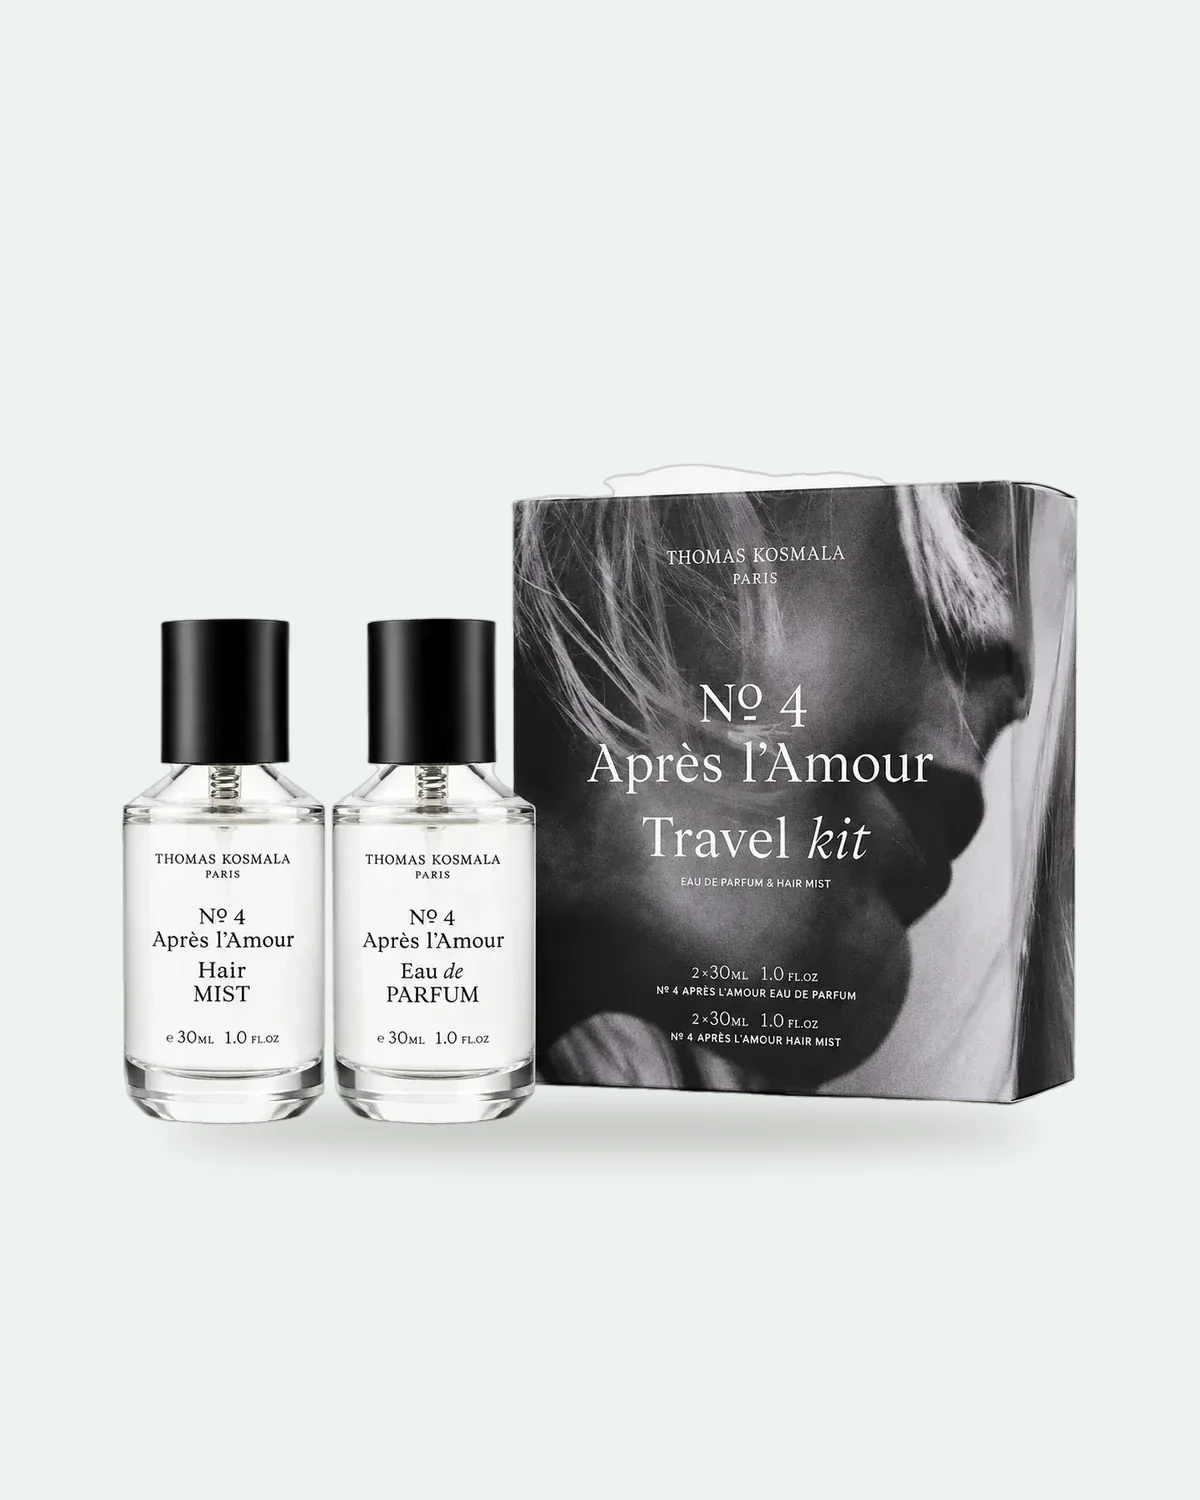 THOMAS KOSMALA
PARIS
Nº 4
Après l'Amour
Travel kit
EAU DE PARFUM & HAIR MIST
2×30ML 1.0 FL.OZ
Nº 4 APRÈS L'AMOUR EAU DE PARFUM
2×30ML 1.0 FL.OZ
Nº 4 APRÈS L'AMOUR HAIR MIST
THOMAS KOSMALA
PARIS
Nº 4
Après l'Amour
Hair
MIST
e 30ML 1.0 FL.OZ
THOMAS KOSMALA
PARIS
Nº 4
Après l'Amour
Eau de
PARFUM
e 30ML 1.0 FL.OZ